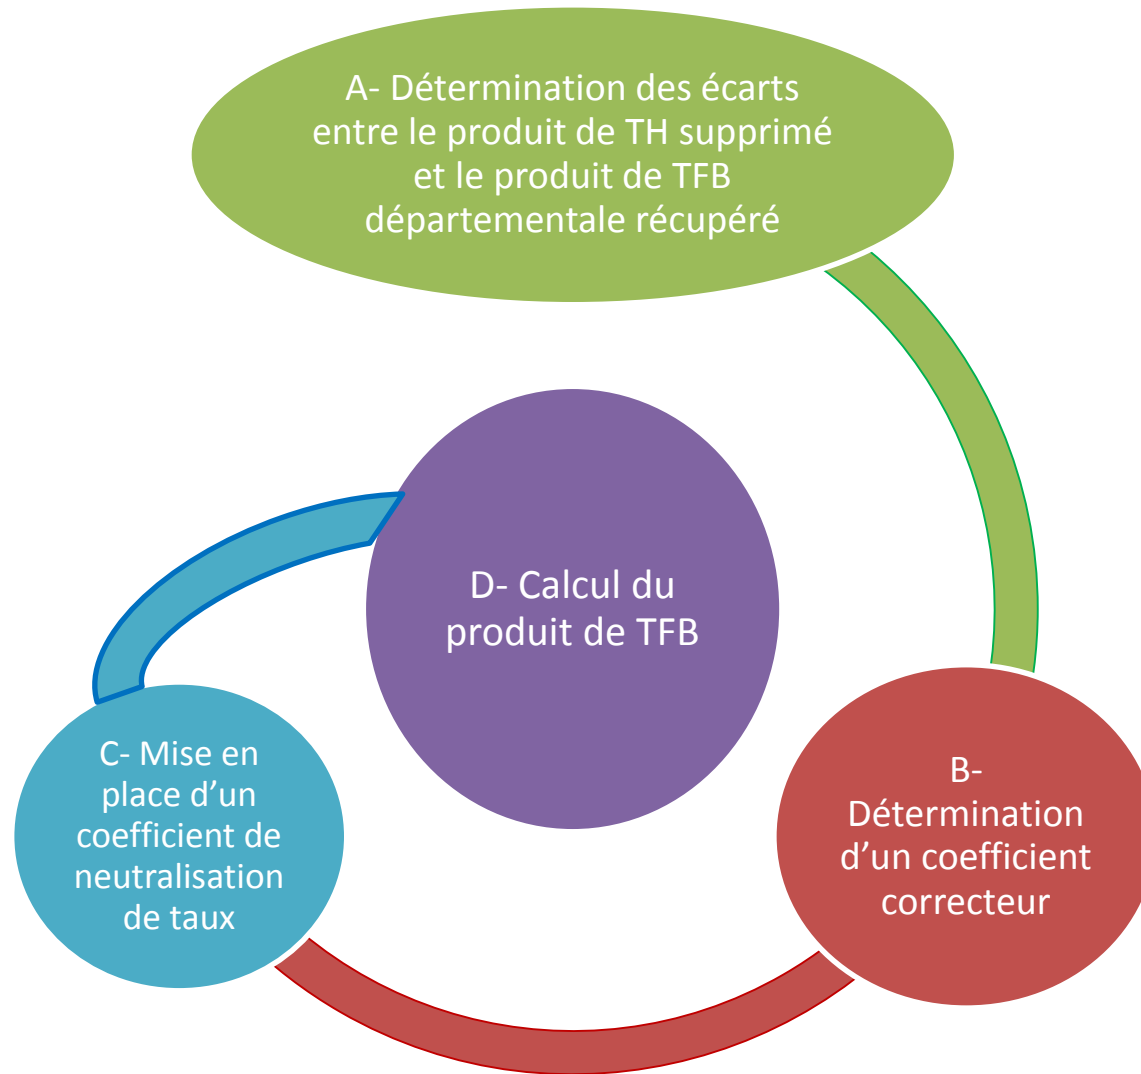 A- Détermination des écarts
entre le produit de TH supprimé
et le produit de TFB
départementale récupéré
D- Calcul du
produit de TFB
C- Mise en
place d’un
coefficient de
neutralisation
de taux
B-
Détermination
d’un coefficient
correcteur